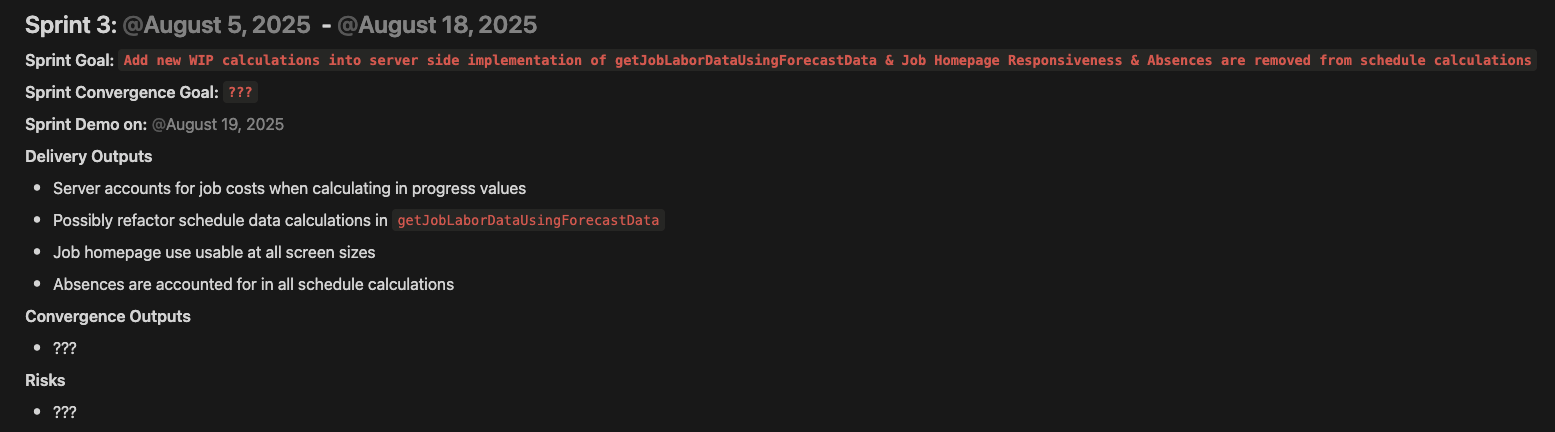 Sprint 3: @August 5, 2025 - @August 18, 2025
Sprint Goal: Add new WIP calculations into server side implementation of getJobLaborDataUsingForecastData & Job Homepage Responsiveness & Absences are removed from schedule calculations
Sprint Convergence Goal: ???
Sprint Demo on: @August 19, 2025
Delivery Outputs
• Server accounts for job costs when calculating in progress values
• Possibly refactor schedule data calculations in getJobLaborDataUsingForecastData
• Job homepage use usable at all screen sizes
• Absences are accounted for in all schedule calculations
Convergence Outputs
• ???
Risks
• ???